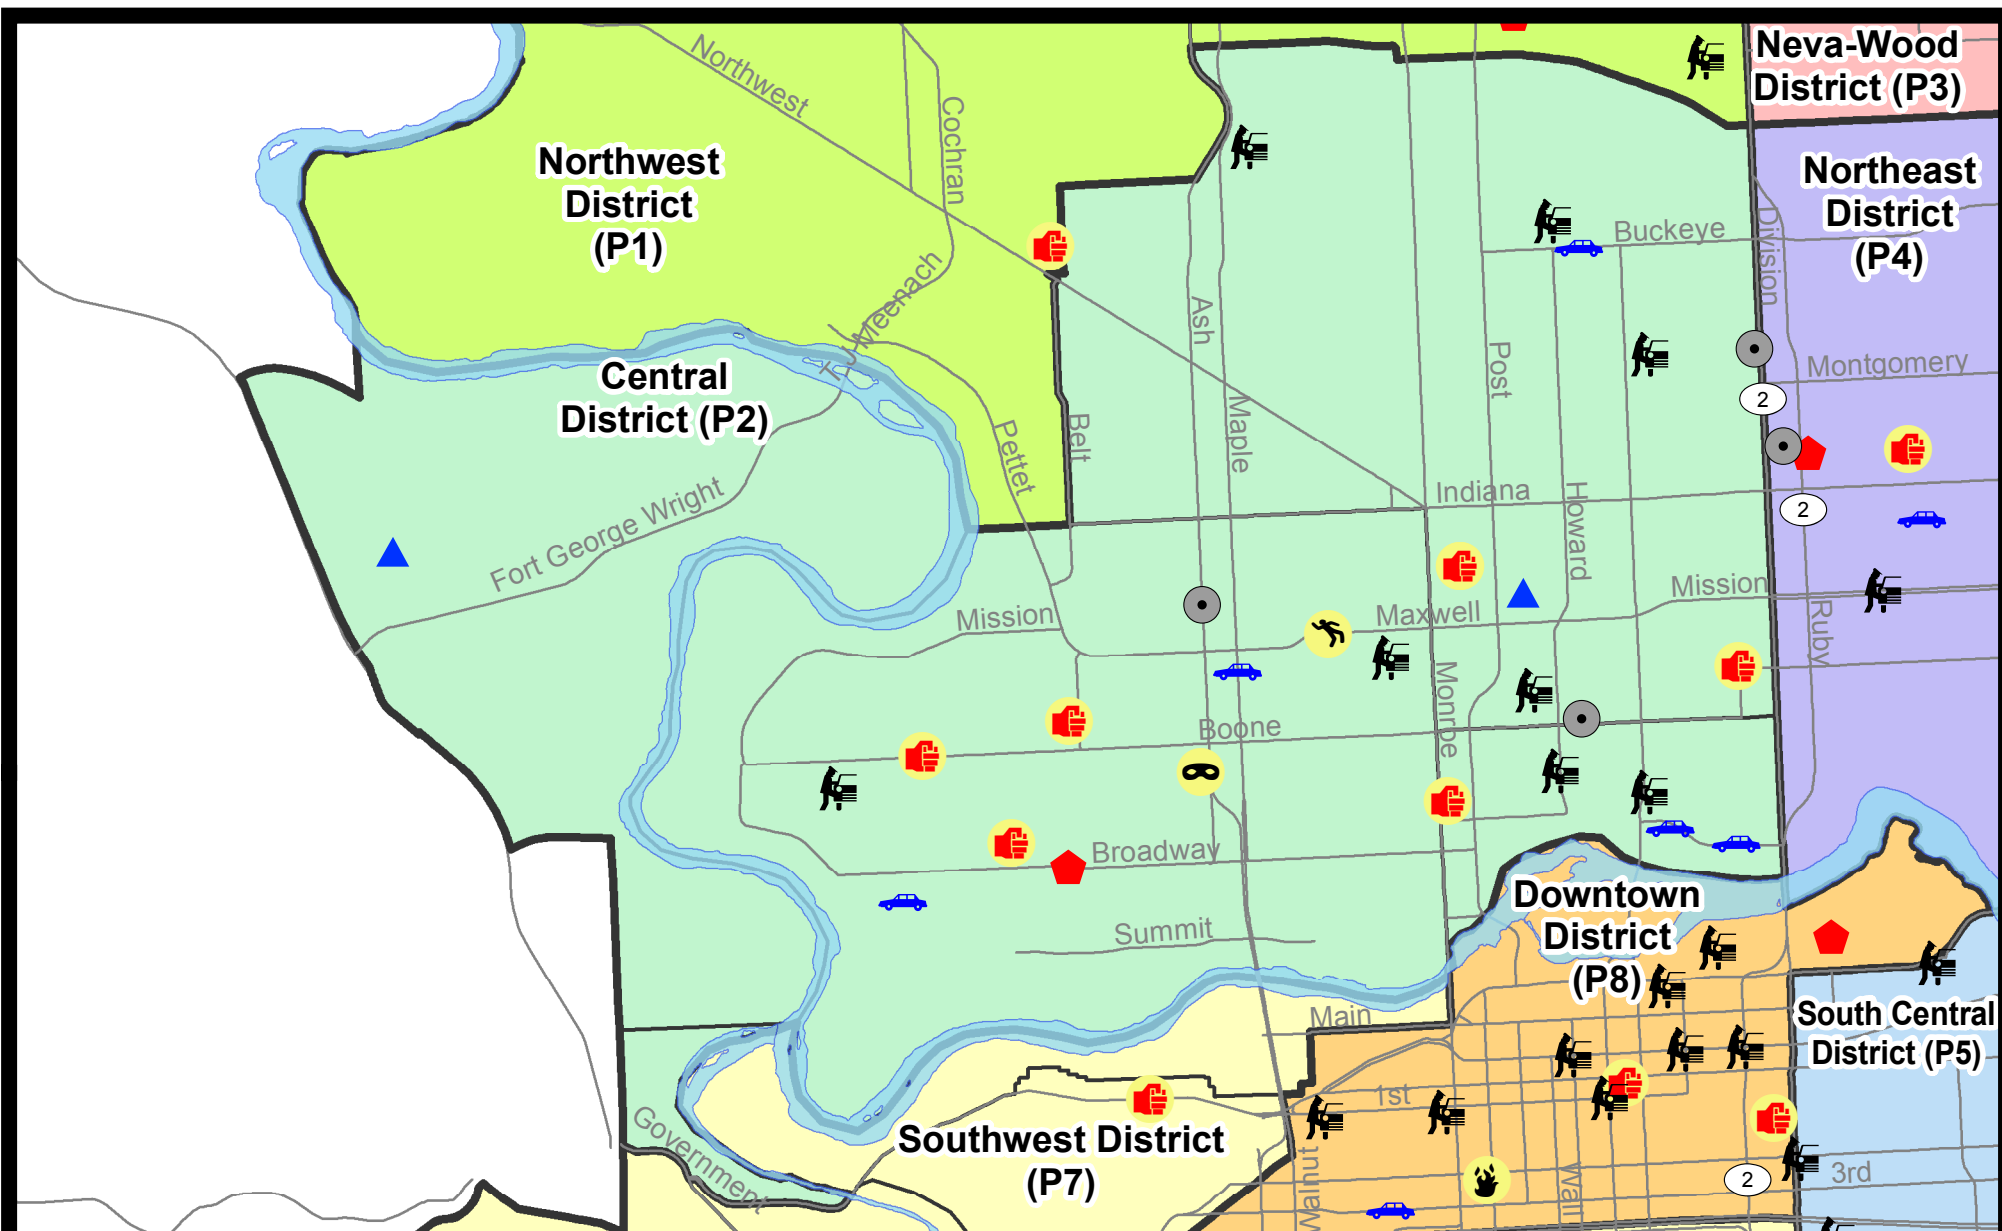 Neva-Wood
District (P3)
Northwest
Cochran
Northwest
District
(P1)
Northeast
District
(P4)
Division
Buckeye
T J Meenach
Ash
Post
Montgomery
Central
District (P2)
2
Maple
Belt
Pettet
Indiana
Howard
2
Fort George Wright
Mission
Mission
Maxwell
Ruby
Monroe
Boone
Broadway
Downtown
District
(P8)
Summit
Main
South Central
District (P5)
1st
Government
Southwest District
(P7)
Walnut
Wall
2
3rd